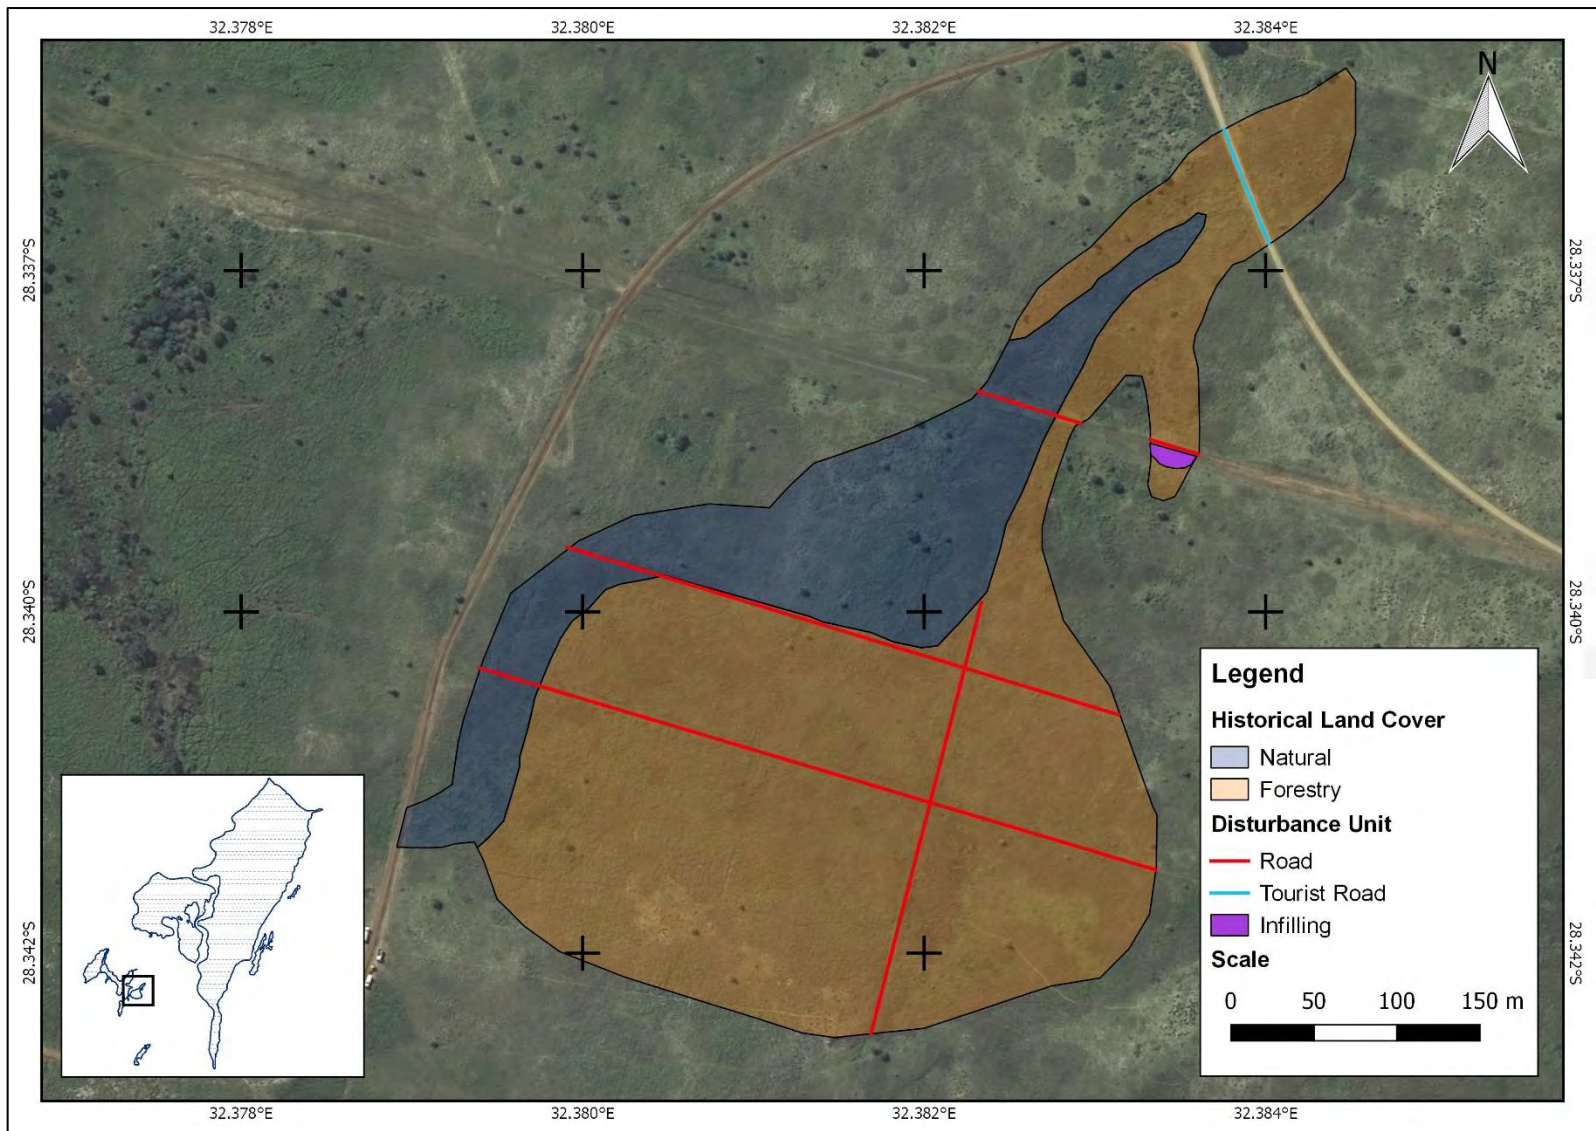 32.378°E 32.380°E 32.382°E 32.384°E
N
28.337°S 28.337°S
28.340°S 28.340°S
Legend
Historical Land Cover
Natural
Forestry
Disturbance Unit
Road
Tourist Road
Infilling
28.342°S 28.342°S
Scale
0 50 100 150 m
32.378°E 32.380°E 32.382°E 32.384°E